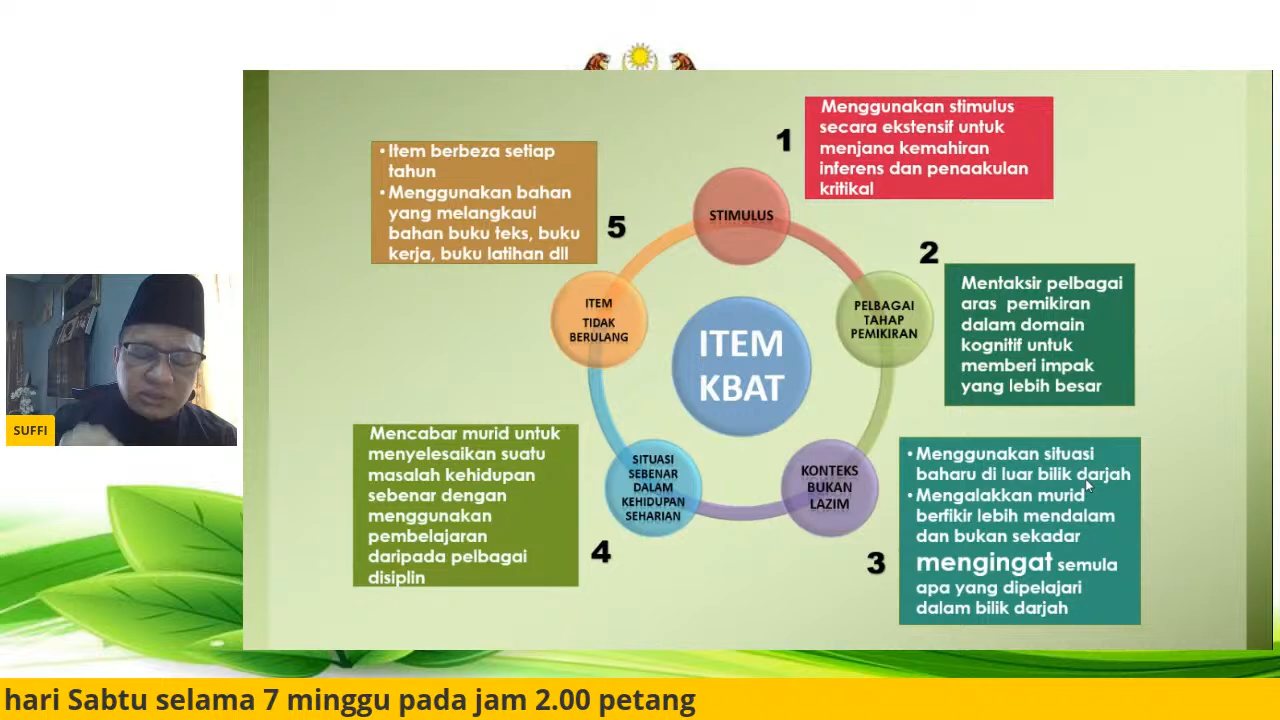 1
Menggunakan stimulus
secara ekstensif untuk
menjana kemahiran
inferens dan penaakulan
kritikal
STIMULUS
2
Mentaksir pelbagai
aras pemikiran
dalam domain
kognitif untuk
memberi impak
yang lebih besar
PELBAGAI
TAHAP
PEMIKIRAN
3
• Menggunakan situasi
baharu di luar bilik darjah
• Mengalakkan murid
berfikir lebih mendalam
dan bukan sekadar
mengingat semula
apa yang dipelajari
dalam bilik darjah
KONTEKS
BUKAN
LAZIM
4
Mencabar murid untuk
menyelesaikan suatu
masalah kehidupan
sebenar dengan
menggunakan
pembelajaran
daripada pelbagai
disiplin
SITUASI
SEBENAR
DALAM
KEHIDUPAN
SEHARIAN
5
• Item berbeza setiap
tahun
• Menggunakan bahan
yang melangkaui
bahan buku teks, buku
kerja, buku latihan dll
ITEM
TIDAK
BERULANG
ITEM
KBAT
SUFFI
hari Sabtu selama 7 minggu pada jam 2.00 petang